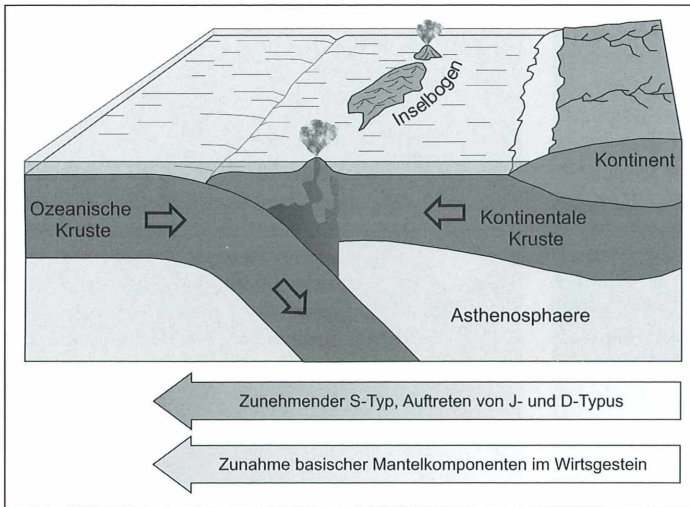 Inselbogen
Kontinent
Ozeanische
Kruste
Kontinentale
Kruste
Asthenosphaere
Zunehmender S-Typ, Auftreten von J- und D-Typus
Zunahme basischer Mantelkomponenten im Wirtsgestein